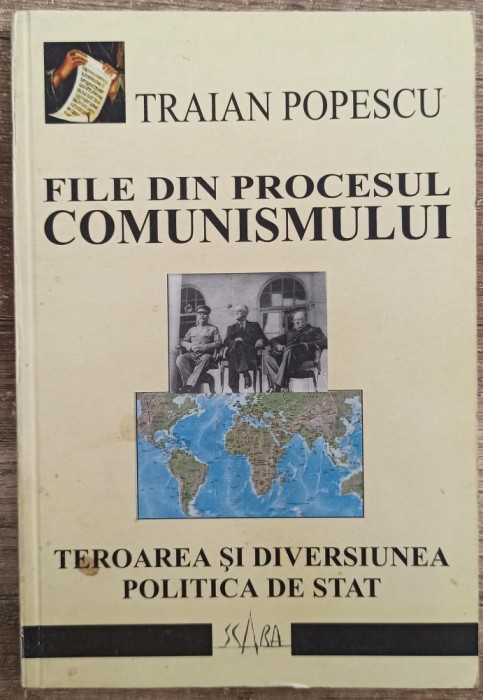 TRAIAN POPESCU
FILE DIN PROCESUL
COMUNISMULUI
TEROAREA ŞI DIVERSIUNEA
POLITICA DE STAT
SCARA